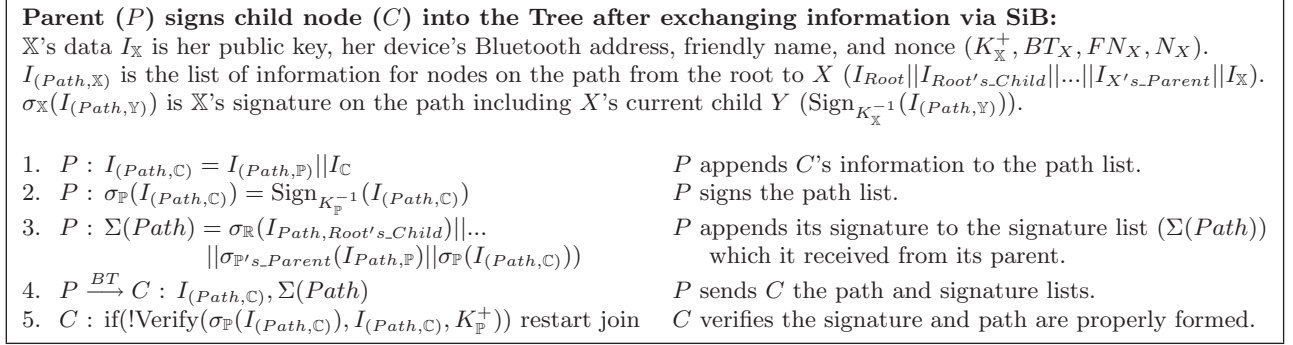 Parent (P) signs child node (C) into the Tree after exchanging information via SiB:
𝕏's data I_𝕏 is her public key, her device's Bluetooth address, friendly name, and nonce (K_𝕏^+, BT_X, FN_X, N_X).
I_(Path,𝕏) is the list of information for nodes on the path from the root to X (I_Root||I_Root's_Child||...||I_X's_Parent||I_𝕏).
σ_𝕏(I_(Path,𝕐)) is 𝕏's signature on the path including X's current child Y (Sign_{K_𝕏^{-1}}(I_(Path,𝕐))).
1. P : I_(Path,ℂ) = I_(Path,ℙ)||I_ℂ P appends C's information to the path list.
2. P : σ_ℙ(I_(Path,ℂ)) = Sign_{K_ℙ^{-1}}(I_(Path,ℂ)) P signs the path list.
3. P : Σ(Path) = σ_ℝ(I_Path,Root's_Child)||... P appends its signature to the signature list (Σ(Path))
||σ_ℙ's_Parent(I_Path,ℙ)||σ_ℙ(I_(Path,ℂ))) which it received from its parent.
4. P \xrightarrow{BT} C : I_(Path,ℂ), Σ(Path) P sends C the path and signature lists.
5. C : if(!Verify(σ_ℙ(I_(Path,ℂ)), I_(Path,ℂ), K_ℙ^+)) restart join C verifies the signature and path are properly formed.